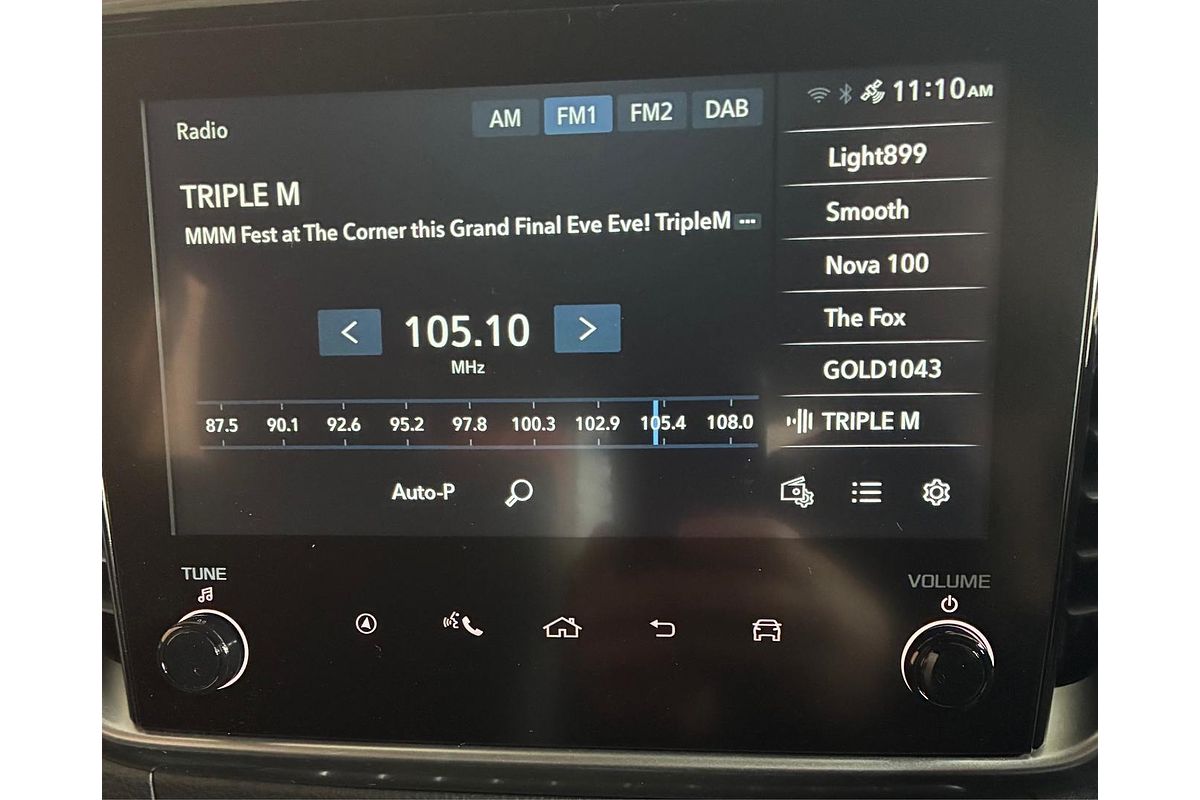 Radio
AM FM1 FM2 DAB
11:10AM
TRIPLE M
MMM Fest at The Corner this Grand Final Eve Eve! TripleM ...
< 105.10 >
MHz
87.5 90.1 92.6 95.2 97.8 100.3 102.9 105.4 108.0
Auto-P
Light899
Smooth
Nova 100
The Fox
GOLD1043
TRIPLE M
TUNE
VOLUME